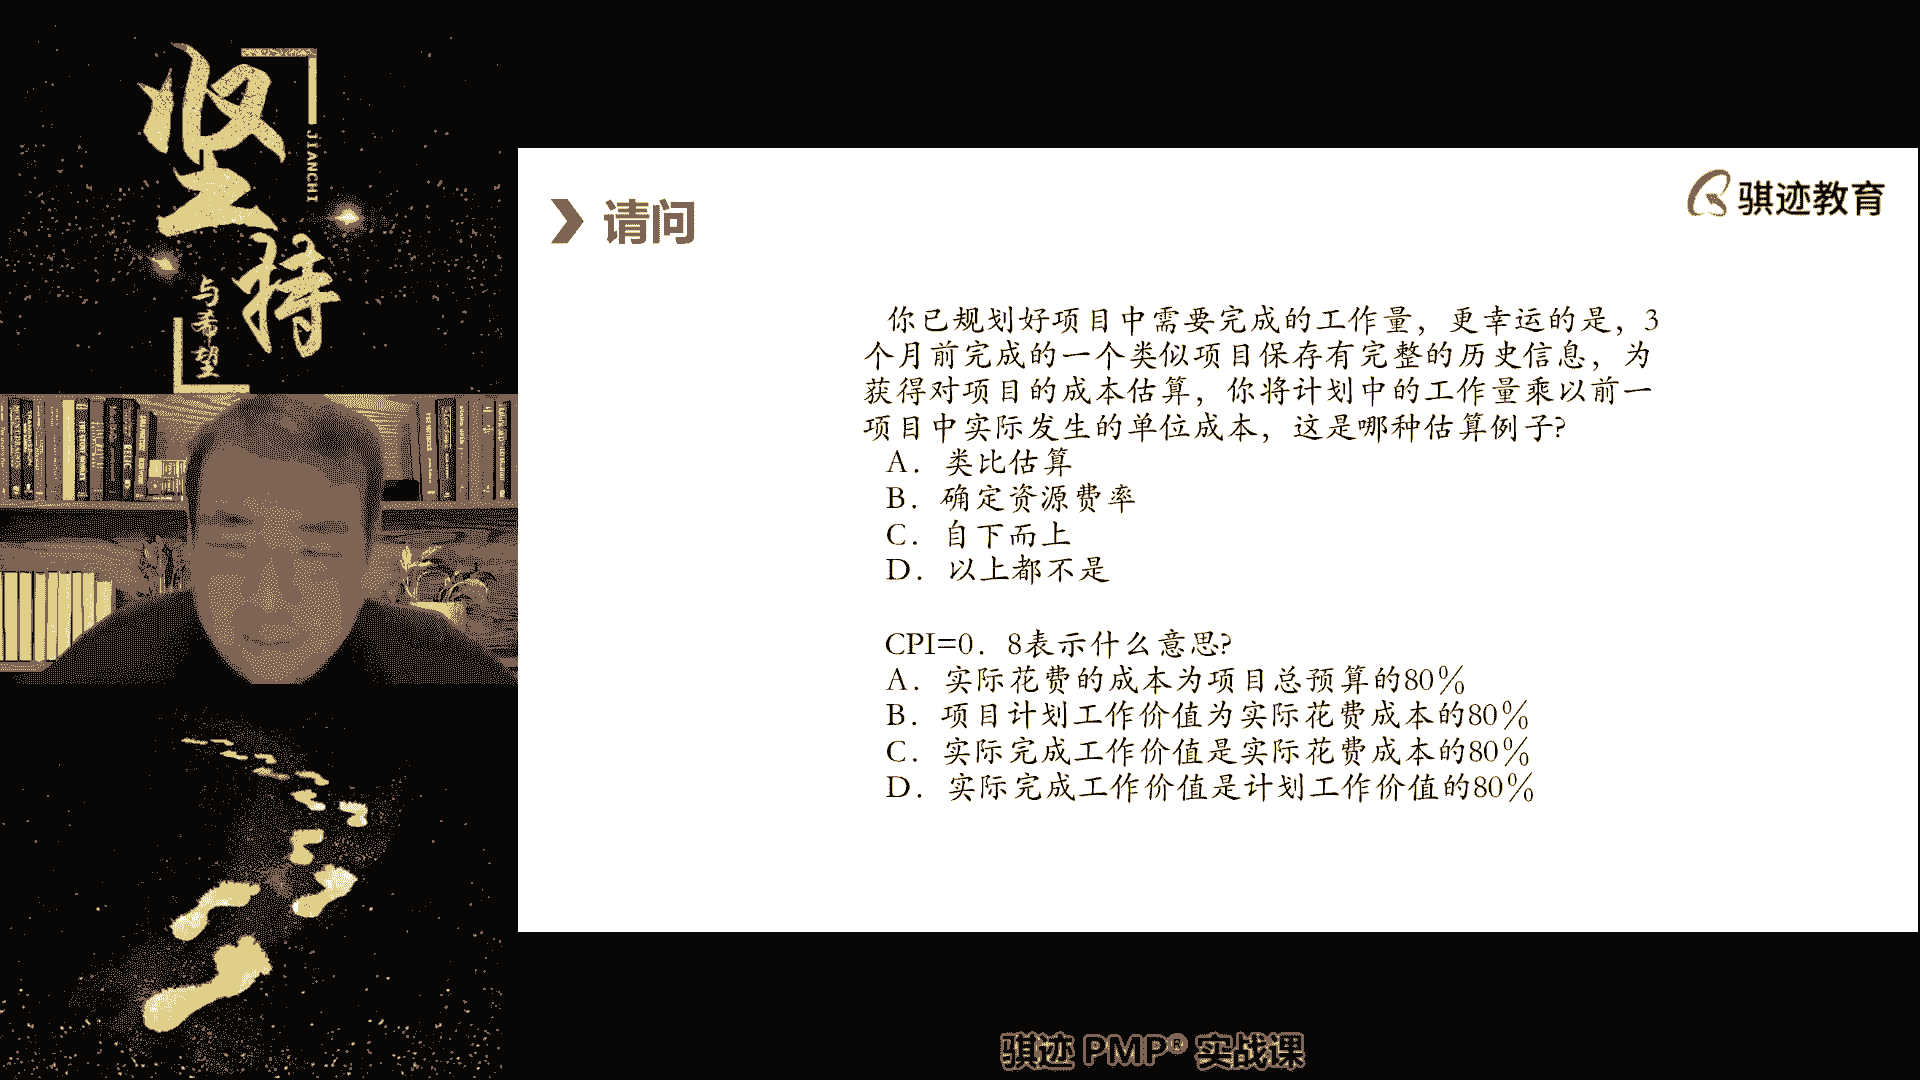 坚持
JIANCHI
与希望
请问
骐迹教育
你已规划好项目中需要完成的工作量，更幸运的是，3
个月前完成的一个类似项目保存有完整的历史信息，为
获得对项目的成本估算，你将计划中的工作量乘以前一
项目中实际发生的单位成本，这是哪种估算例子?
A．类比估算
B．确定资源费率
C．自下而上
D．以上都不是
CPI=0．8表示什么意思?
A．实际花费的成本为项目总预算的80%
B．项目计划工作价值为实际花费成本的80%
C．实际完成工作价值是实际花费成本的80%
D．实际完成工作价值是计划工作价值的80%
骐迹 PMP® 实战课